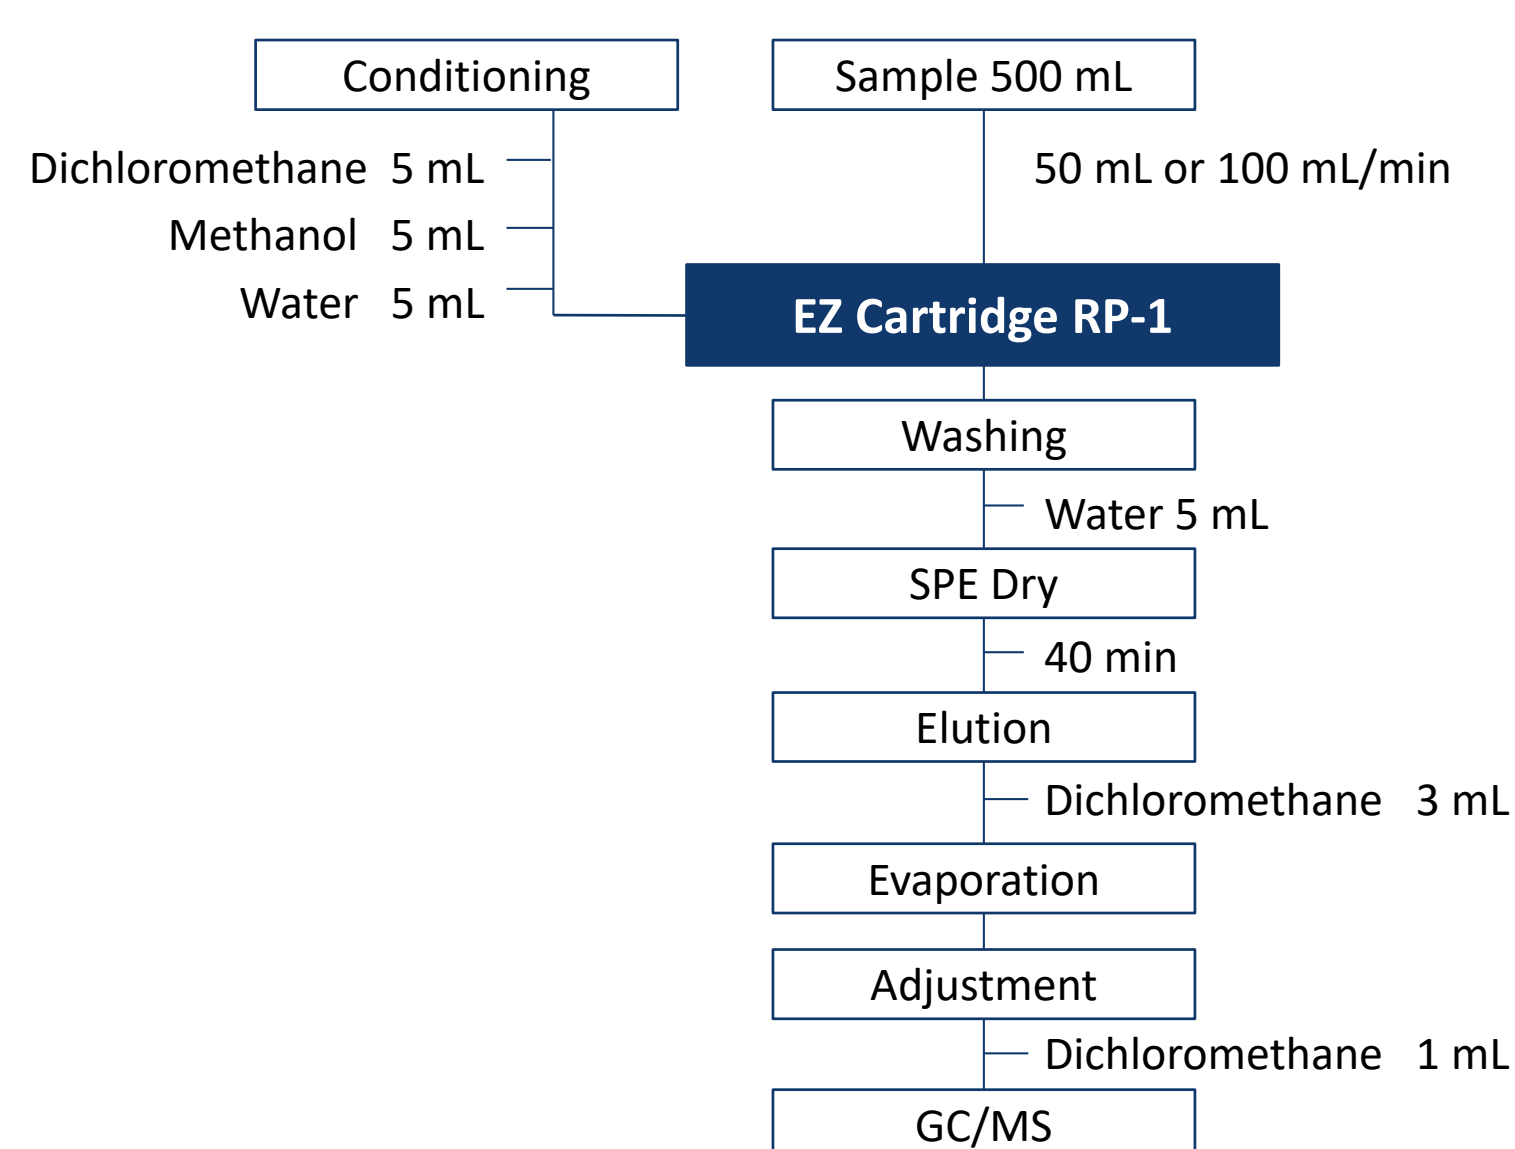 Conditioning
Sample 500 mL
Dichloromethane 5 mL
50 mL or 100 mL/min
Methanol 5 mL
Water 5 mL
EZ Cartridge RP-1
Washing
Water 5 mL
SPE Dry
40 min
Elution
Dichloromethane 3 mL
Evaporation
Adjustment
Dichloromethane 1 mL
GC/MS